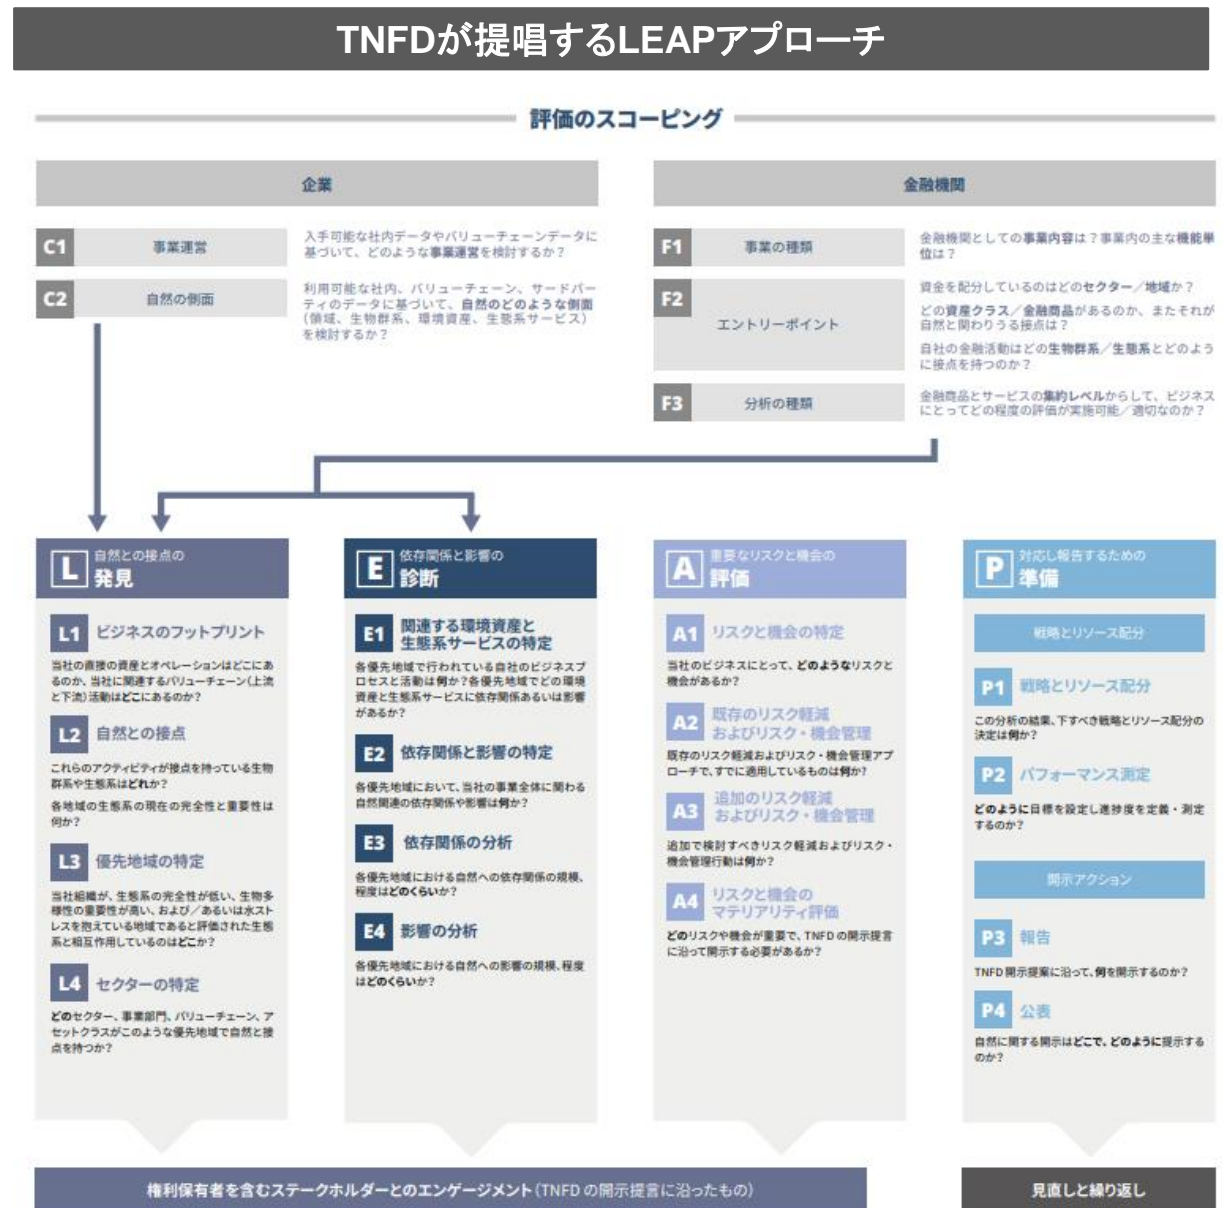 TNFDが提唱するLEAPアプローチ
評価のスコーピング
企業
C1
事業運営
入手可能な社内データやバリューチェーンデータに
基づいて、どのような事業運営を検討するか？
C2
自然の側面
利用可能な社内、バリューチェーン、サードパー
ティのデータに基づいて、自然のどのような側面
(領域、生物群系、環境資産、生態系サービス)
を検討するか？
金融機関
F1
事業の種類
金融機関としての事業内容は？事業内の主な機能単
位は？
F2
エントリーポイント
資金を配分しているのはどのセクター／地域か？
どの資産クラス／金融商品があるのか、またそれが
自然と関わりうる接点は？
自社の金融活動はどの生物群系／生態系とどのよう
に接点を持つのか？
F3
分析の種類
金融商品とサービスの集約レベルからして、ビジネス
にとってどの程度の評価が実施可能／適切なのか？
L
自然との接点の
発見
L1 ビジネスのフットプリント
当社の直接の資産とオペレーションはどこにあ
るのか、当社に関連するバリューチェーン(上流
と下流)活動はどこにあるのか？
L2 自然との接点
これらのアクティビティが接点を持っている生物
群系や生態系はどれか？
各地域の生態系の現在の完全性と重要性は
何か？
L3 優先地域の特定
当社組織が、生態系の完全性が低い、生物多
様性の重要性が高い、および／あるいは水スト
レスを抱えている地域であると評価された生態
系と相互作用しているのはどこか？
L4 セクターの特定
どのセクター、事業部門、バリューチェーン、ア
セットクラスがこのような優先地域で自然と接
点を持つか？
E
依存関係と影響の
診断
E1
関連する環境資産と
生態系サービスの特定
各優先地域で行われている自社のビジネスプ
ロセスと活動は何か？各優先地域でどの環境
資産と生態系サービスに依存関係あるいは影響
があるか？
E2 依存関係と影響の特定
各優先地域において、当社の事業全体に関わる
自然関連の依存関係や影響は何か？
E3 依存関係の分析
各優先地域における自然への依存関係の規模、
程度はどのくらいか？
E4 影響の分析
各優先地域における自然への影響の規模、程度
はどのくらいか？
A
重要なリスクと機会の
評価
A1 リスクと機会の特定
当社のビジネスにとって、どのようなリスクと
機会があるか？
A2
既存のリスク軽減
およびリスク・機会管理
既存のリスク軽減およびリスク・機会管理アプ
ローチで、すでに適用しているものは何か？
A3
追加のリスク軽減
およびリスク・機会管理
追加で検討すべきリスク軽減およびリスク・
機会管理行動は何か？
A4
リスクと機会の
マテリアリティ評価
どのリスクや機会が重要で、TNFD の開示提言
に沿って開示する必要があるか？
P
対応し報告するための
準備
戦略とリソース配分
P1 戦略とリソース配分
この分析の結果、下すべき戦略とリソース配分の
決定は何か？
P2 パフォーマンス測定
どのように目標を設定し進捗度を定義・測定
するのか？
開示アクション
P3 報告
TNFD 開示提案に沿って、何を開示するのか？
P4 公表
自然に関する開示はどこで、どのように提示する
のか？
権利保有者を含むステークホルダーとのエンゲージメント(TNFD の開示提言に沿ったもの)
見直しと繰り返し